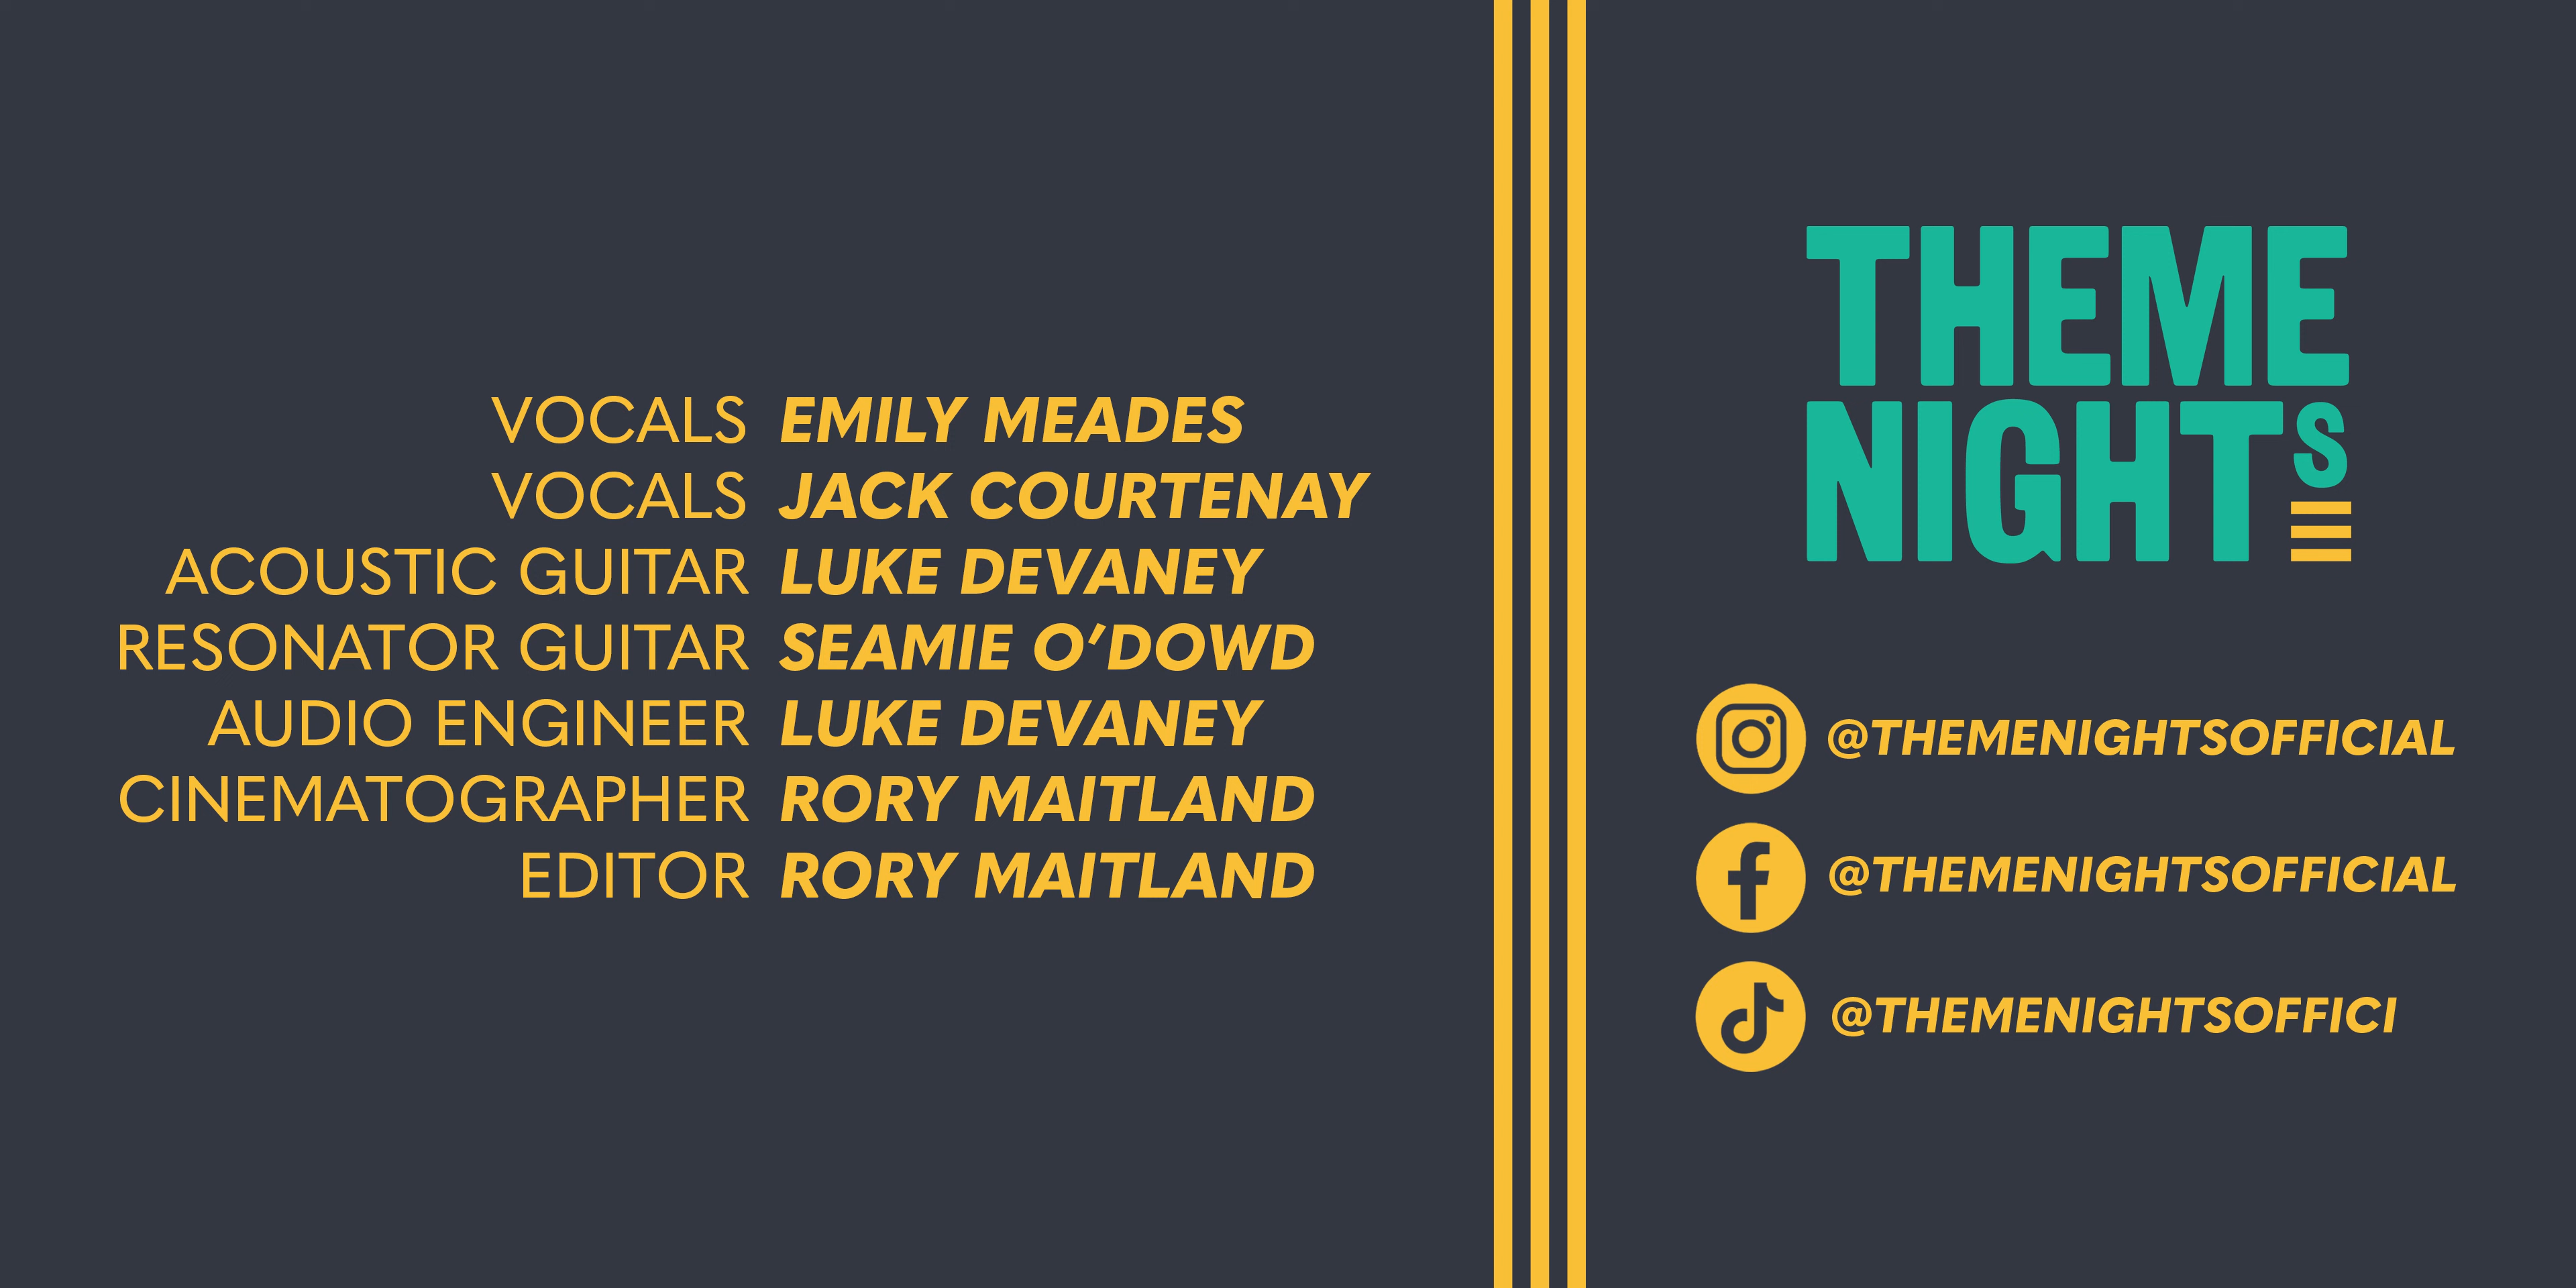 VOCALS EMILY MEADES
VOCALS JACK COURTENAY
ACOUSTIC GUITAR LUKE DEVANEY
RESONATOR GUITAR SEAMIE O’DOWD
AUDIO ENGINEER LUKE DEVANEY
CINEMATOGRAPHER RORY MAITLAND
EDITOR RORY MAITLAND
THEME
NIGHTS
@THEMENIGHTSOFFICIAL
@THEMENIGHTSOFFICIAL
@THEMENIGHTSOFFICI